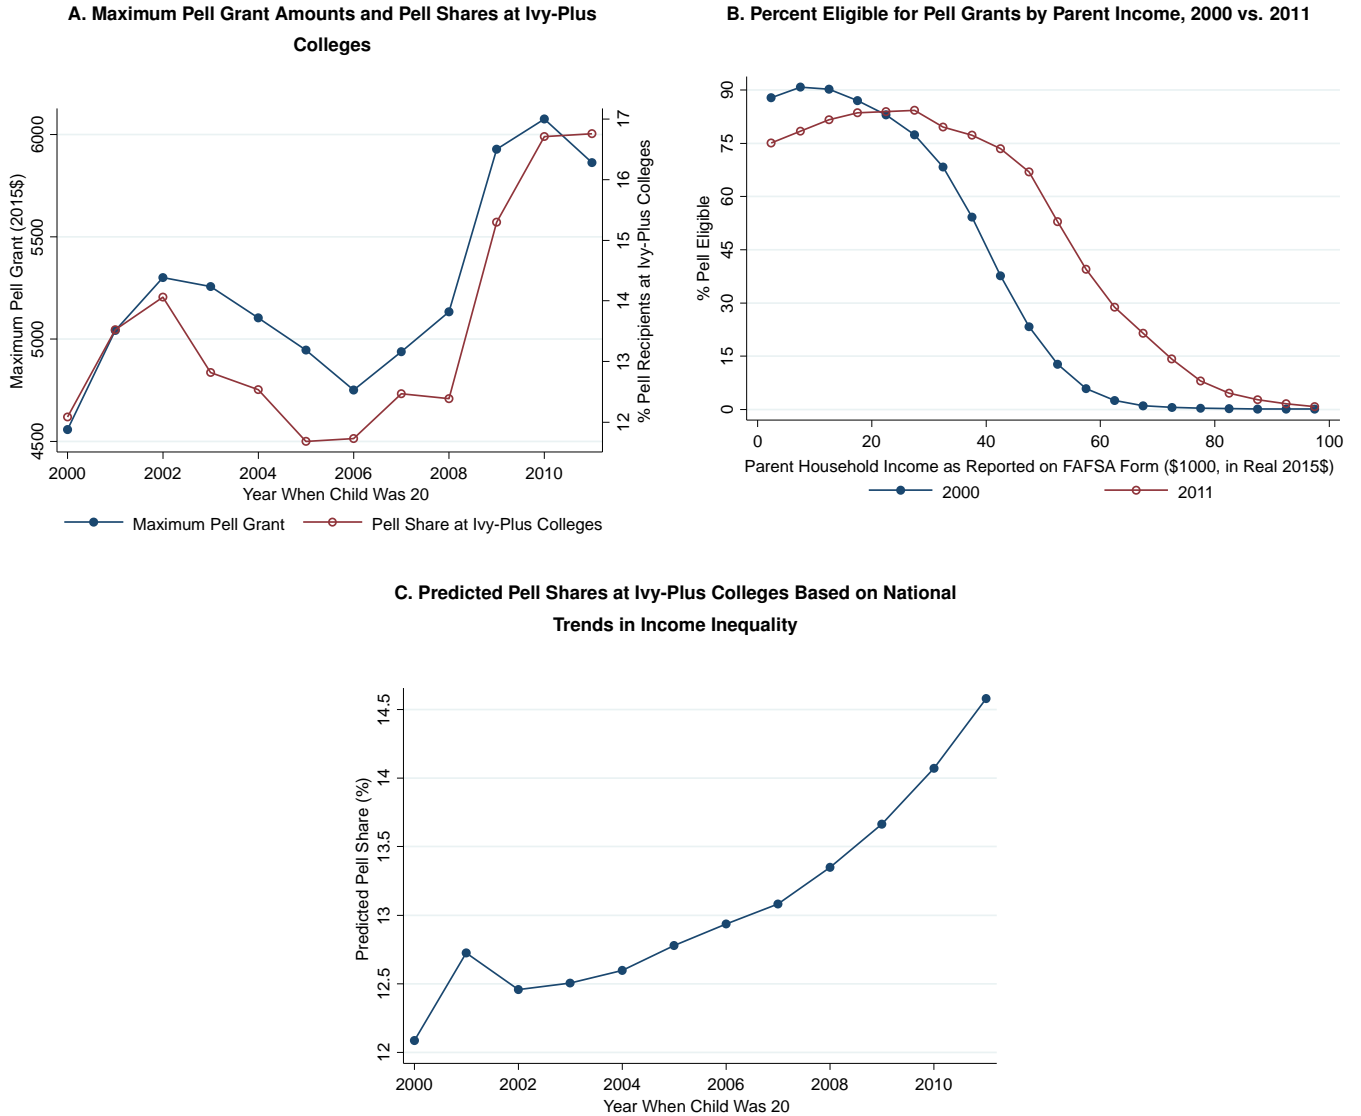 A. Maximum Pell Grant Amounts and Pell Shares at Ivy-Plus
Colleges
Maximum Pell Grant (2015$)
4500 5000 5500 6000
% Pell Recipients at Ivy-Plus Colleges
12 13 14 15 16 17
2000 2002 2004 2006 2008 2010
Year When Child Was 20
Maximum Pell Grant Pell Share at Ivy-Plus Colleges
B. Percent Eligible for Pell Grants by Parent Income, 2000 vs. 2011
% Pell Eligible
0 15 30 45 60 75 90
0 20 40 60 80 100
Parent Household Income as Reported on FAFSA Form ($1000, in Real 2015$)
2000 2011
C. Predicted Pell Shares at Ivy-Plus Colleges Based on National
Trends in Income Inequality
Predicted Pell Share (%)
12 12.5 13 13.5 14 14.5
2000 2002 2004 2006 2008 2010
Year When Child Was 20